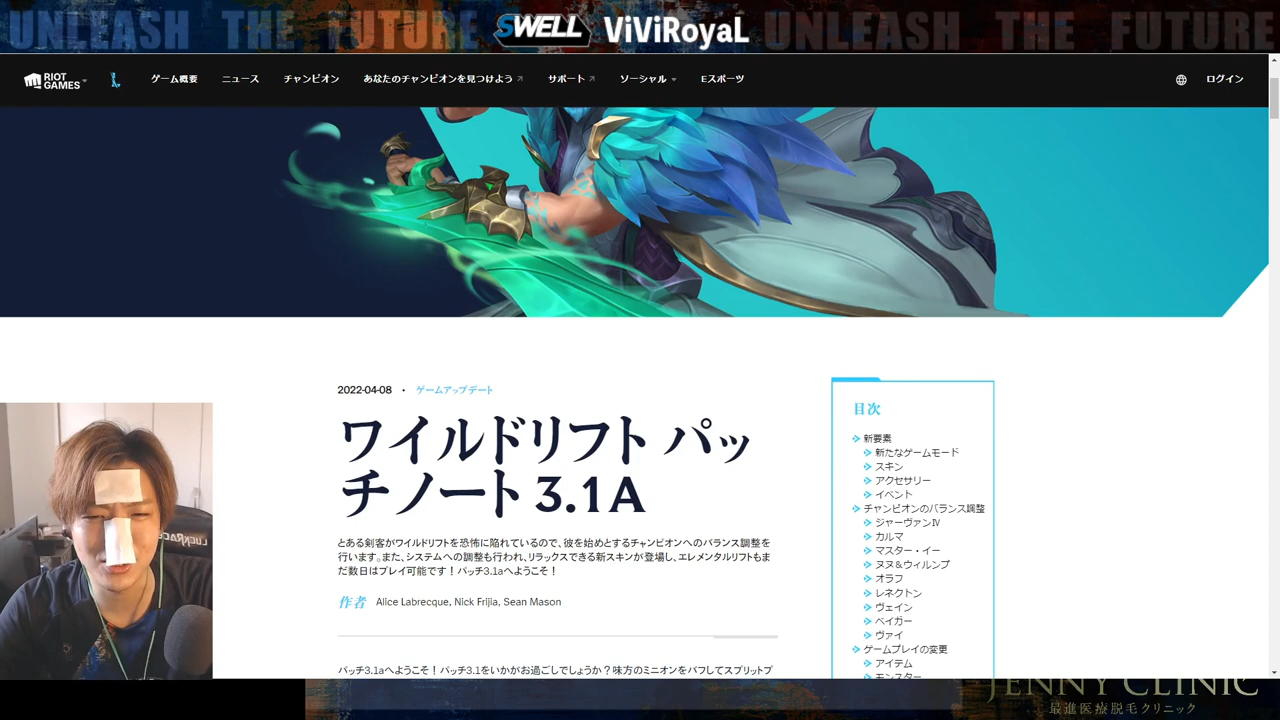 UNLEASH THE FUTURE SWELL ViViRoyaL UNLEASH THE FUTURE
RIOT GAMES ゲーム概要 ニュース チャンピオン あなたのチャンピオンを見つけよう サポート ソーシャル Eスポーツ ログイン
2022-04-08 • ゲームアップデート
ワイルドリフト パッ
チノート 3.1A
とある剣客がワイルドリフトを恐怖に陥れているので、彼を始めとするチャンピオンへのバランス調整を
行います。また、システムへの調整も行われ、リラックスできる新スキンが登場し、エレメンタルリフトもま
だ数日はプレイ可能です！パッチ3.1aへようこそ！
作者 Alice Labrecque, Nick Frijia, Sean Mason
パッチ3.1aへようこそ！パッチ3.1をいかがお過ごしでしょうか？味方のミニオンをバフしてスプリットプ
目次
新要素
新たなゲームモード
スキン
アクセサリー
イベント
チャンピオンのバランス調整
ジャーヴァンⅣ
カルマ
マスター・イー
ヌヌ＆ウィルンプ
オラフ
レネクトン
ヴェイン
ベイガー
ヴァイ
ゲームプレイの変更
アイテム
モンスター
LUCKRACER
JENNY CLINIC
最進医療脱毛クリニック